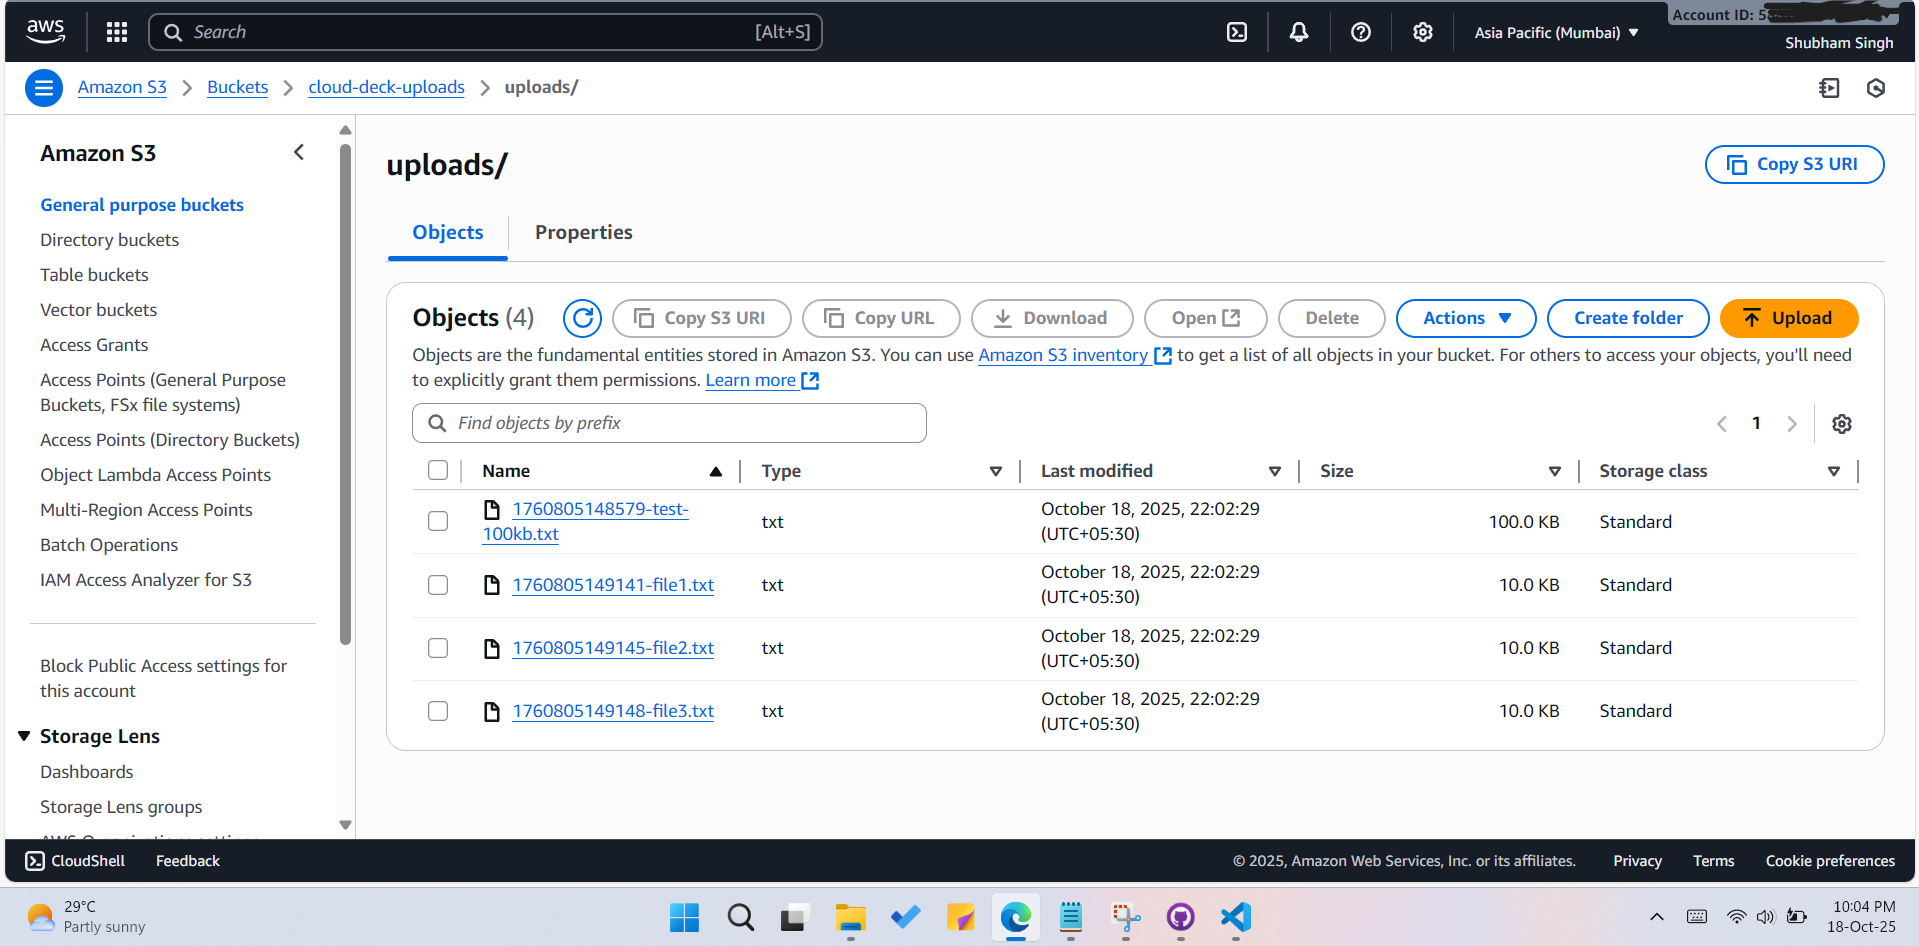 aws
Search
[Alt+S]
Asia Pacific (Mumbai)
Account ID:
Shubham Singh
Amazon S3
Buckets
cloud-deck-uploads
uploads/
Amazon S3
General purpose buckets
Directory buckets
Table buckets
Vector buckets
Access Grants
Access Points (General Purpose
Buckets, FSx file systems)
Access Points (Directory Buckets)
Object Lambda Access Points
Multi-Region Access Points
Batch Operations
IAM Access Analyzer for S3
Block Public Access settings for
this account
Storage Lens
Dashboards
Storage Lens groups
uploads/
Copy S3 URI
Objects
Properties
Objects (4)
Copy S3 URI
Copy URL
Download
Open
Delete
Actions
Create folder
Upload
Objects are the fundamental entities stored in Amazon S3. You can use Amazon S3 inventory to get a list of all objects in your bucket. For others to access your objects, you'll need
to explicitly grant them permissions. Learn more
Find objects by prefix
1
Name Type Last modified Size Storage class
1760805148579-test-
100kb.txt
txt
October 18, 2025, 22:02:29
(UTC+05:30)
100.0 KB
Standard
1760805149141-file1.txt
txt
October 18, 2025, 22:02:29
(UTC+05:30)
10.0 KB
Standard
1760805149145-file2.txt
txt
October 18, 2025, 22:02:29
(UTC+05:30)
10.0 KB
Standard
1760805149148-file3.txt
txt
October 18, 2025, 22:02:29
(UTC+05:30)
10.0 KB
Standard
CloudShell
Feedback
© 2025, Amazon Web Services, Inc. or its affiliates.
Privacy
Terms
Cookie preferences
29°C
Partly sunny
10:04 PM
18-Oct-25